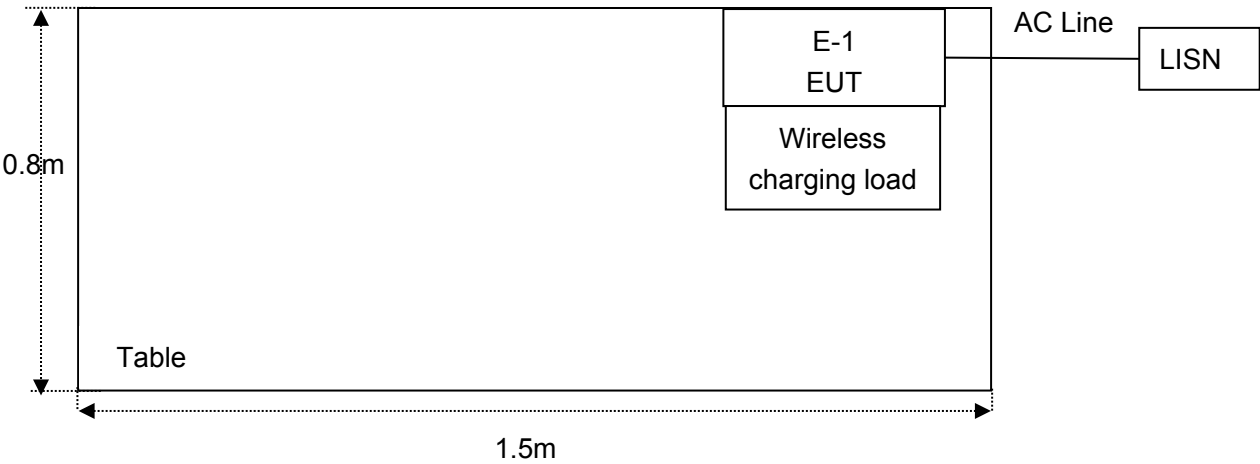 AC Line
E-1
EUT
LISN
Wireless
charging load
0.8m
Table
1.5m